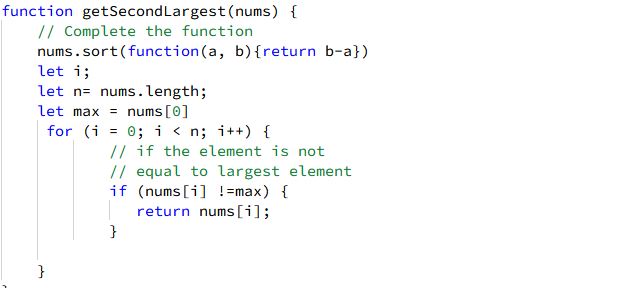 function getSecondLargest(nums) {
// Complete the function
nums.sort(function(a, b){return b-a})
let i;
let n= nums.length;
let max = nums[0]
for (i = 0; i < n; i++) {
// if the element is not
// equal to largest element
if (nums[i] !=max) {
return nums[i];
}
}